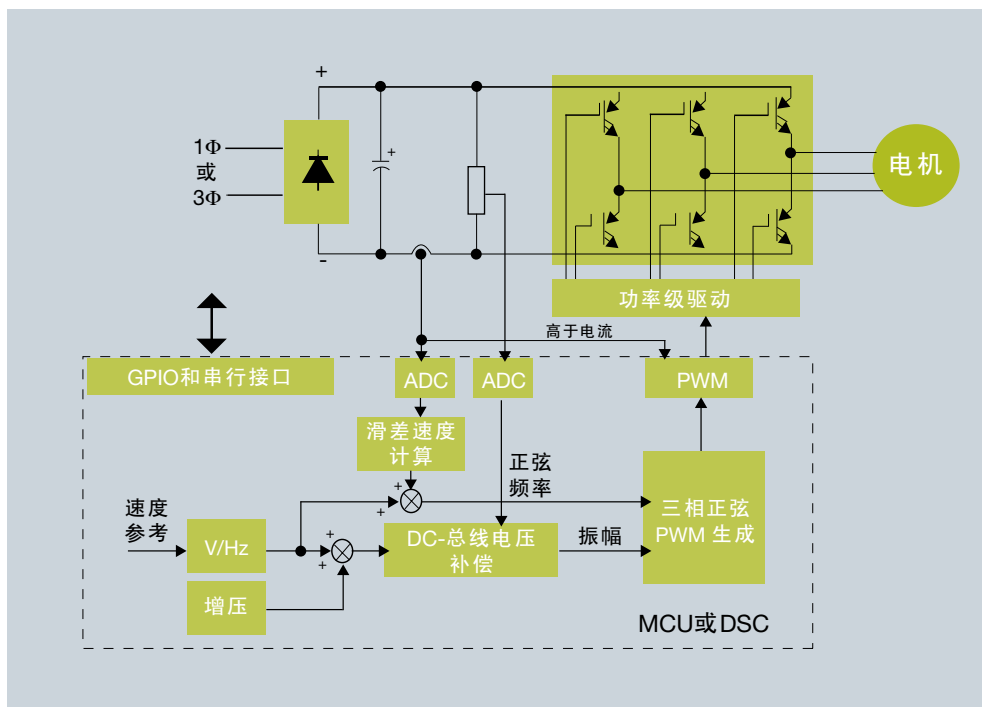 +
1Φ
或
3Φ
-
+
电机
功率级驱动
高于电流
GPIO和串行接口
ADC
ADC
PWM
滑差速度
计算
正弦
频率
+
+
速度
参考
V/Hz
+
+
DC-总线电压
补偿
振幅
三相正弦
PWM 生成
增压
MCU或DSC